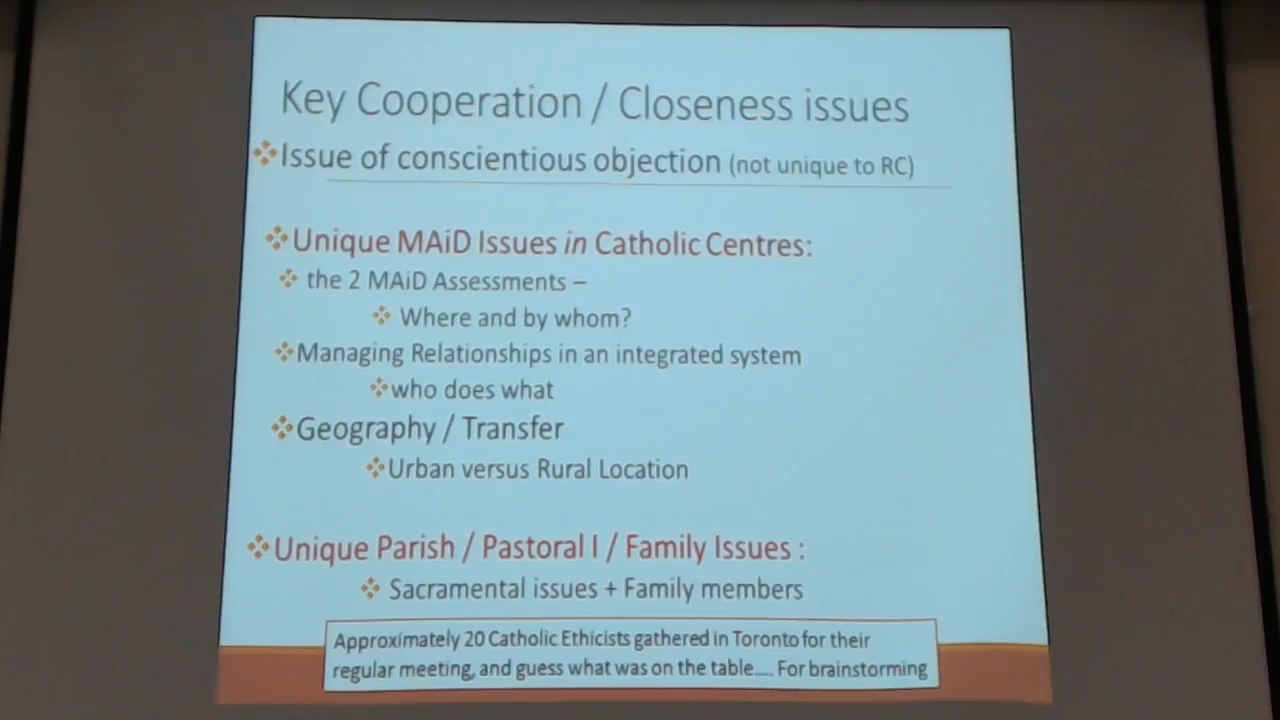 Key Cooperation / Closeness issues
Issue of conscientious objection (not unique to RC)
Unique MAiD Issues in Catholic Centres:
the 2 MAiD Assessments –
Where and by whom?
Managing Relationships in an integrated system
who does what
Geography / Transfer
Urban versus Rural Location
Unique Parish / Pastoral I / Family Issues :
Sacramental issues + Family members
Approximately 20 Catholic Ethicists gathered in Toronto for their
regular meeting, and guess what was on the table.... For brainstorming